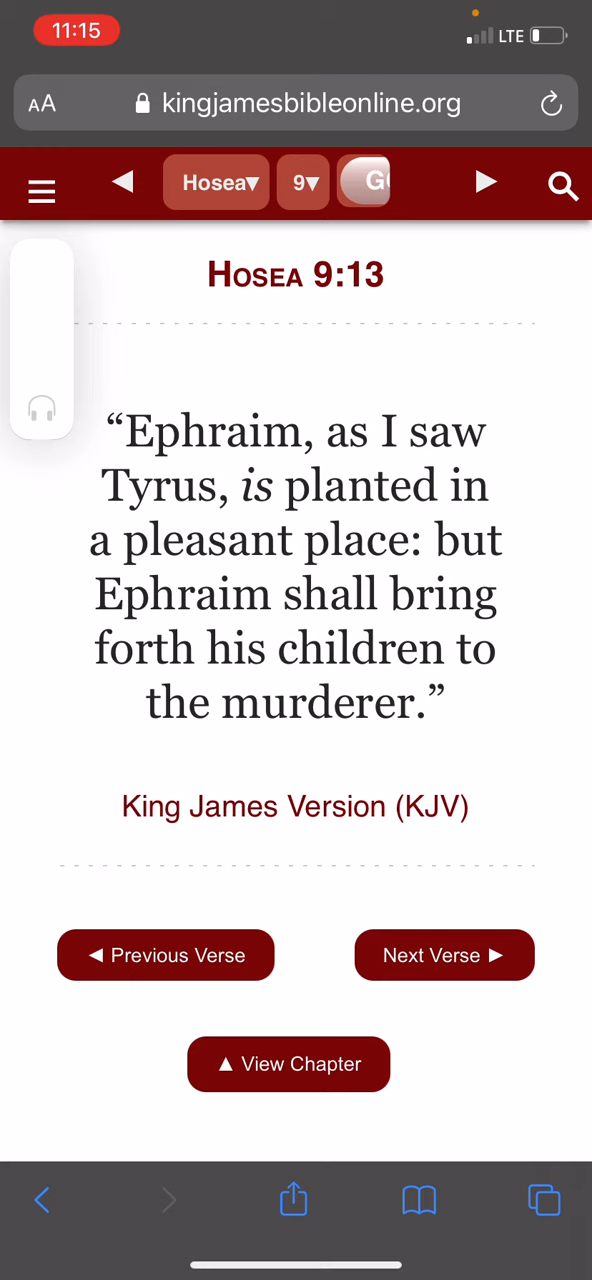 11:15
LTE
AA kingjamesbibleonline.org
Hosea▾ 9▾
HOSEA 9:13
“Ephraim, as I saw
Tyrus, is planted in
a pleasant place: but
Ephraim shall bring
forth his children to
the murderer.”
King James Version (KJV)
◄ Previous Verse
Next Verse ►
▲ View Chapter